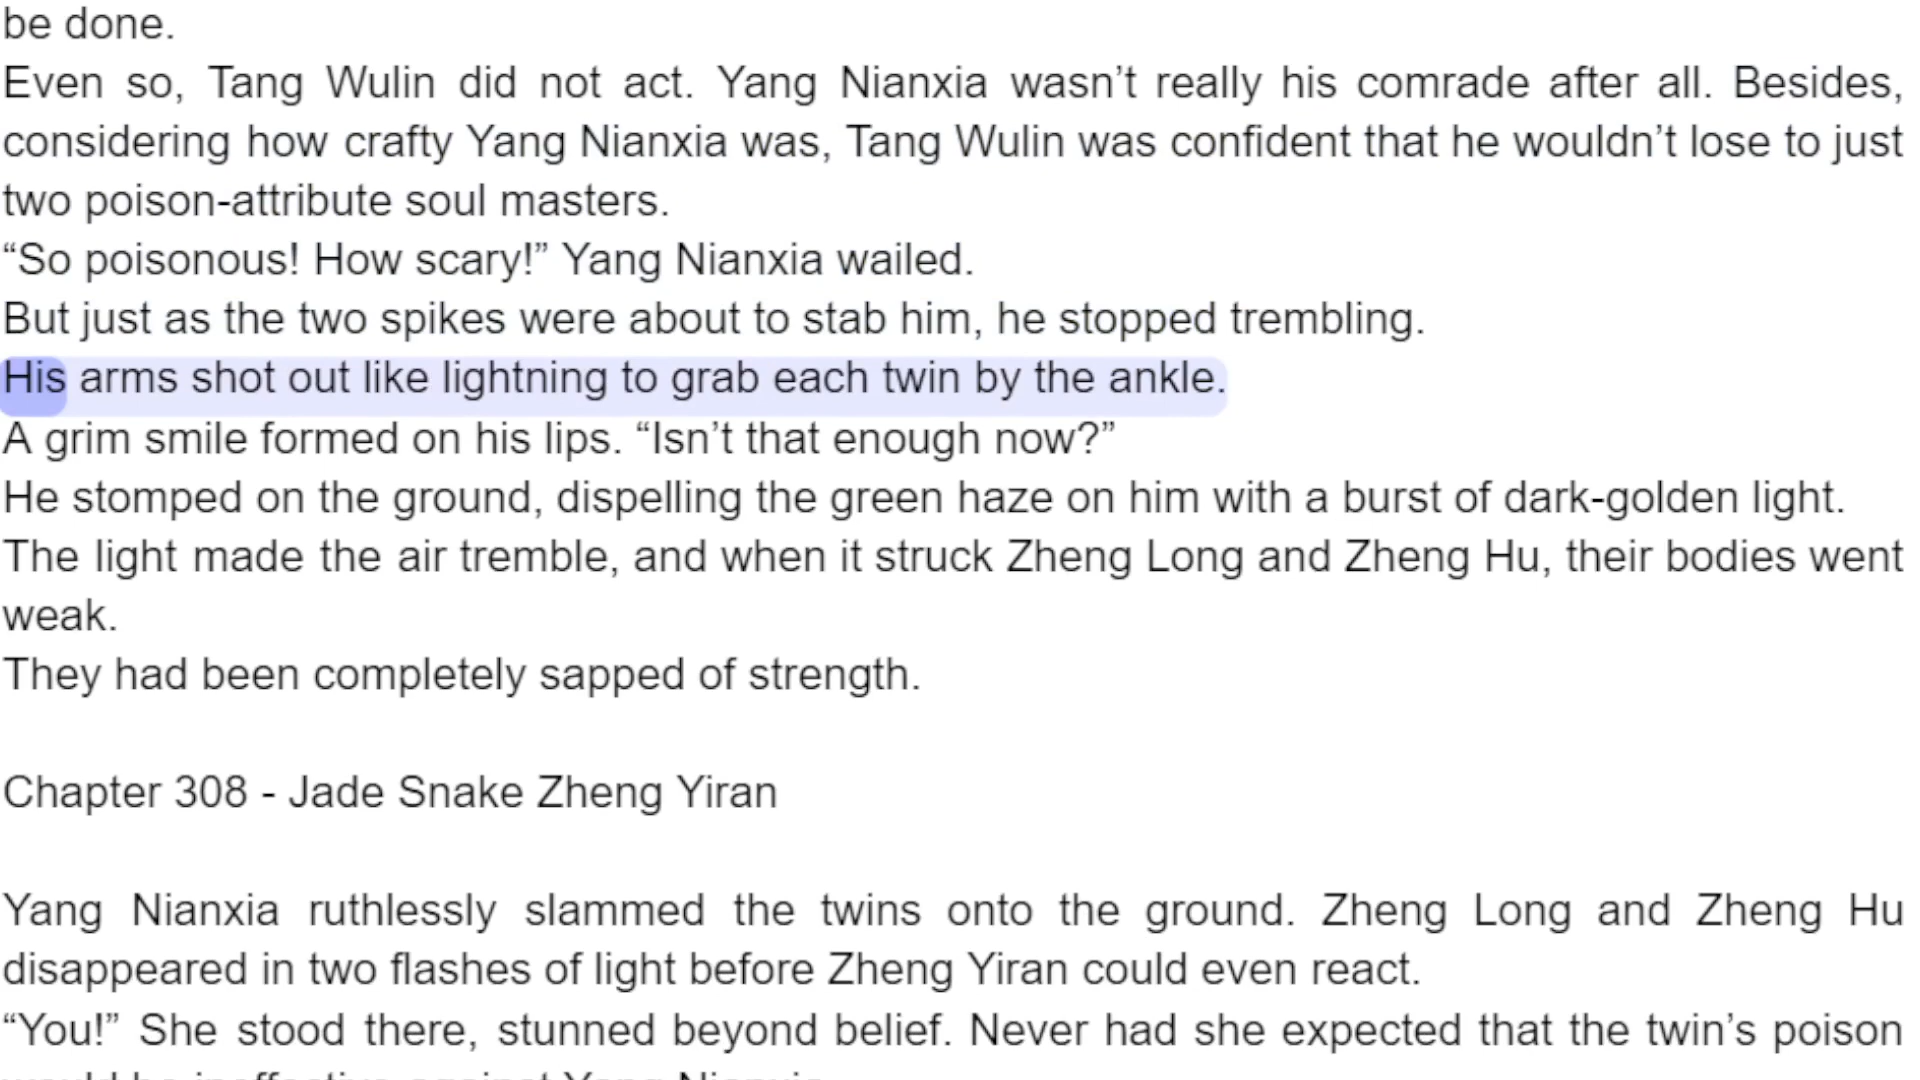 be done.
Even so, Tang Wulin did not act. Yang Nianxia wasn’t really his comrade after all. Besides,
considering how crafty Yang Nianxia was, Tang Wulin was confident that he wouldn’t lose to just
two poison-attribute soul masters.
“So poisonous! How scary!” Yang Nianxia wailed.
But just as the two spikes were about to stab him, he stopped trembling.
His arms shot out like lightning to grab each twin by the ankle.
A grim smile formed on his lips. “Isn’t that enough now?”
He stomped on the ground, dispelling the green haze on him with a burst of dark-golden light.
The light made the air tremble, and when it struck Zheng Long and Zheng Hu, their bodies went
weak.
They had been completely sapped of strength.
Chapter 308 - Jade Snake Zheng Yiran
Yang Nianxia ruthlessly slammed the twins onto the ground. Zheng Long and Zheng Hu
disappeared in two flashes of light before Zheng Yiran could even react.
“You!” She stood there, stunned beyond belief. Never had she expected that the twin’s poison
would be ineffective against Yang Nianxia.